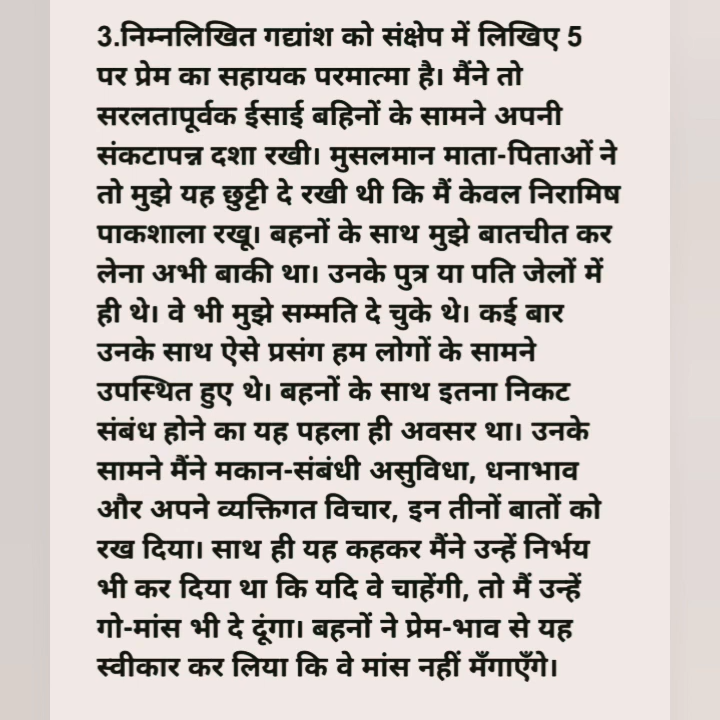 3.निम्नलिखित गद्यांश को संक्षेप में लिखिए 5
पर प्रेम का सहायक परमात्मा है। मैंने तो
सरलतापूर्वक ईसाई बहिनों के सामने अपनी
संकटापन्न दशा रखी। मुसलमान माता-पिताओं ने
तो मुझे यह छुट्टी दे रखी थी कि मैं केवल निरामिष
पाकशाला रखू। बहनों के साथ मुझे बातचीत कर
लेना अभी बाकी था। उनके पुत्र या पति जेलों में
ही थे। वे भी मुझे सम्मति दे चुके थे। कई बार
उनके साथ ऐसे प्रसंग हम लोगों के सामने
उपस्थित हुए थे। बहनों के साथ इतना निकट
संबंध होने का यह पहला ही अवसर था। उनके
सामने मैंने मकान-संबंधी असुविधा, धनाभाव
और अपने व्यक्तिगत विचार, इन तीनों बातों को
रख दिया। साथ ही यह कहकर मैंने उन्हें निर्भय
भी कर दिया था कि यदि वे चाहेंगी, तो मैं उन्हें
गो-मांस भी दे दूंगा। बहनों ने प्रेम-भाव से यह
स्वीकार कर लिया कि वे मांस नहीं मँगाएँगे।